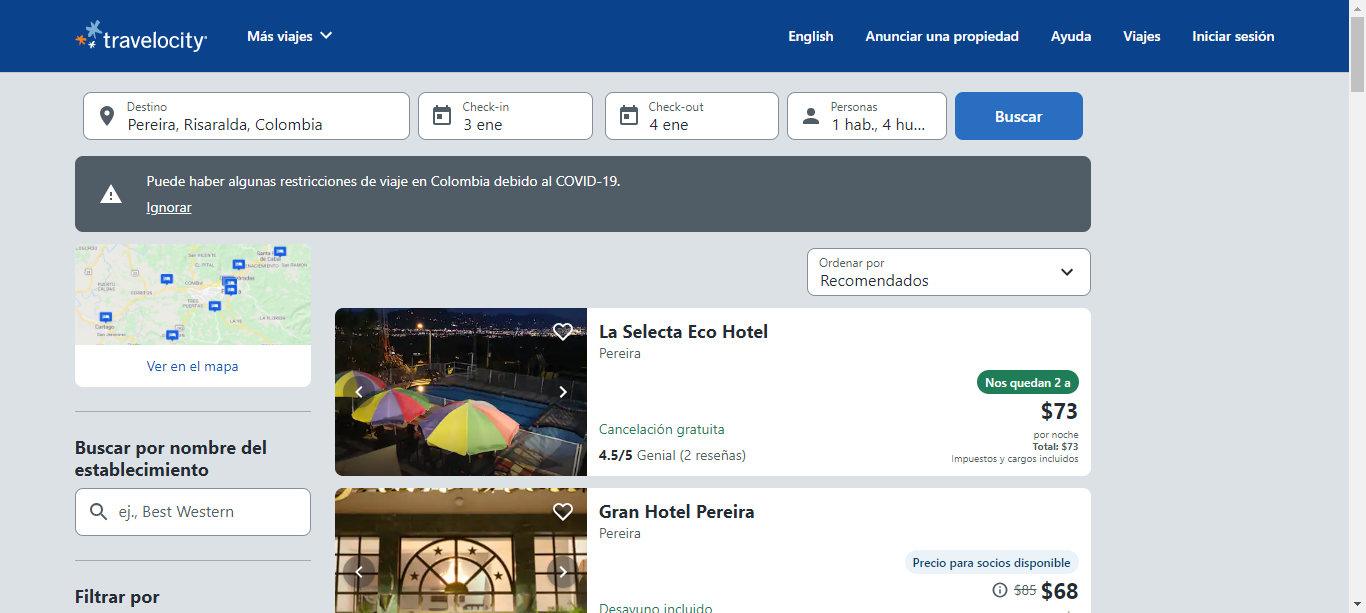 travelocity
Más viajes
English
Anunciar una propiedad
Ayuda
Viajes
Iniciar sesión
Destino
Pereira, Risaralda, Colombia
Check-in
3 ene
Check-out
4 ene
Personas
1 hab., 4 hu...
Buscar
Puede haber algunas restricciones de viaje en Colombia debido al COVID-19.
Ignorar
Ver en el mapa
Buscar por nombre del
establecimiento
ej., Best Western
Filtrar por
Ordenar por
Recomendados
La Selecta Eco Hotel
Pereira
Nos quedan 2 a
$73
por noche
Total: $73
Impuestos y cargos incluidos
Cancelación gratuita
4.5/5 Genial (2 reseñas)
Gran Hotel Pereira
Pereira
Precio para socios disponible
$85 $68
Desayuno incluido